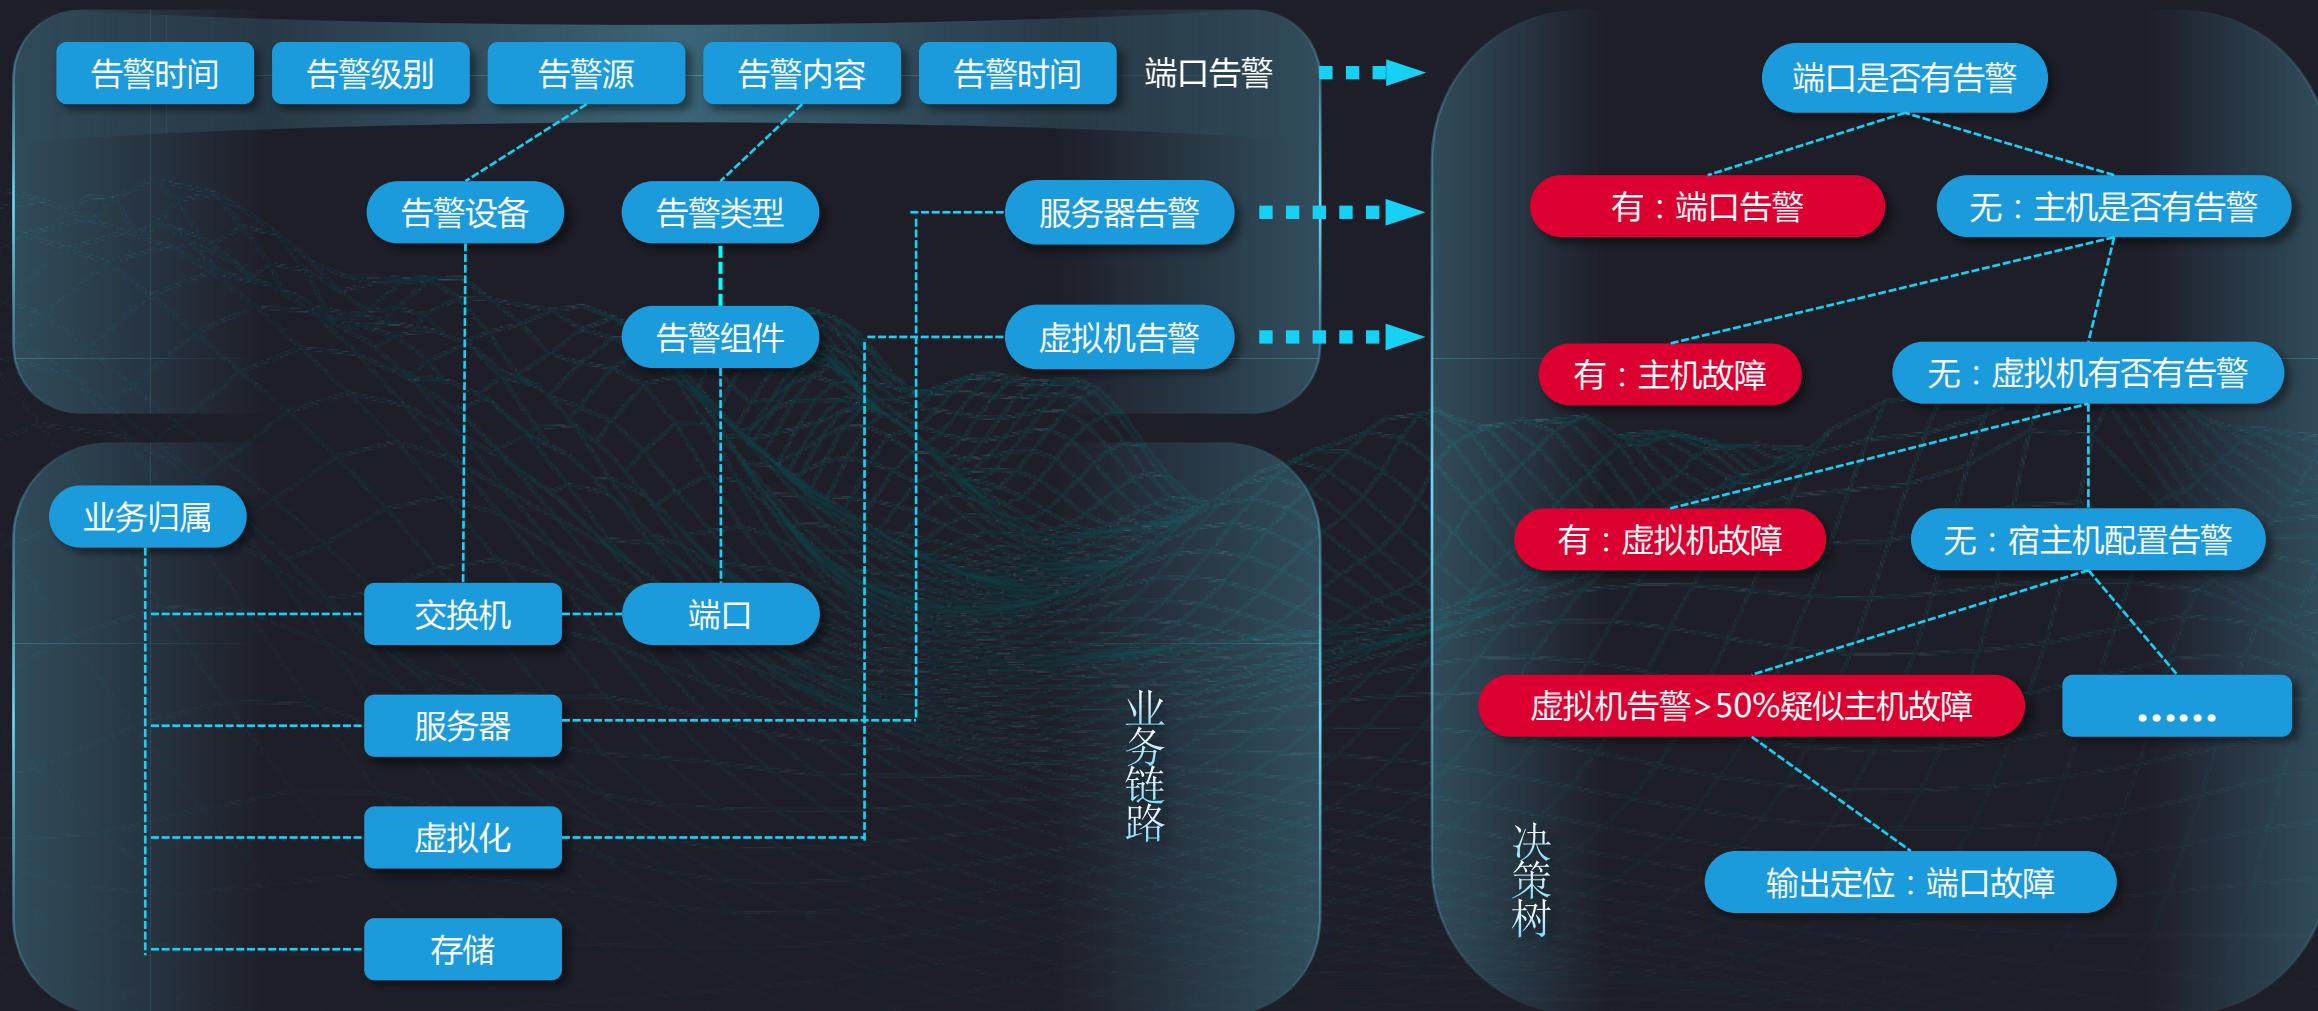 告警时间
告警级别
告警源
告警内容
告警时间
端口告警
告警设备
告警类型
服务器告警
告警组件
虚拟机告警
业务归属
交换机
端口
服务器
虚拟化
存储
业务链路
端口是否有告警
有：端口告警
无：主机是否有告警
有：主机故障
无：虚拟机有否有告警
有：虚拟机故障
无：宿主机配置告警
虚拟机告警>50%疑似主机故障
......
输出定位：端口故障
决策树